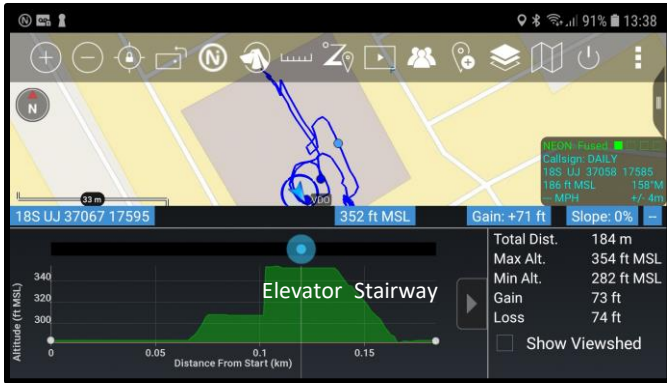 91% 13:38
N
N
33 m
VDO
NEON: Fused
Callsign: DAILY
18S UJ 37058 17585
186 ft MSL 158°M
--- MPH +/- 4m
18S UJ 37067 17595 352 ft MSL Gain: +71 ft Slope: 0% --
Total Dist. 184 m
Max Alt. 354 ft MSL
Min Alt. 282 ft MSL
Gain 73 ft
Loss 74 ft
Show Viewshed
Elevator Stairway
Altitude (ft MSL)
340
320
300
0 0.05 0.1 0.15
Distance From Start (km)